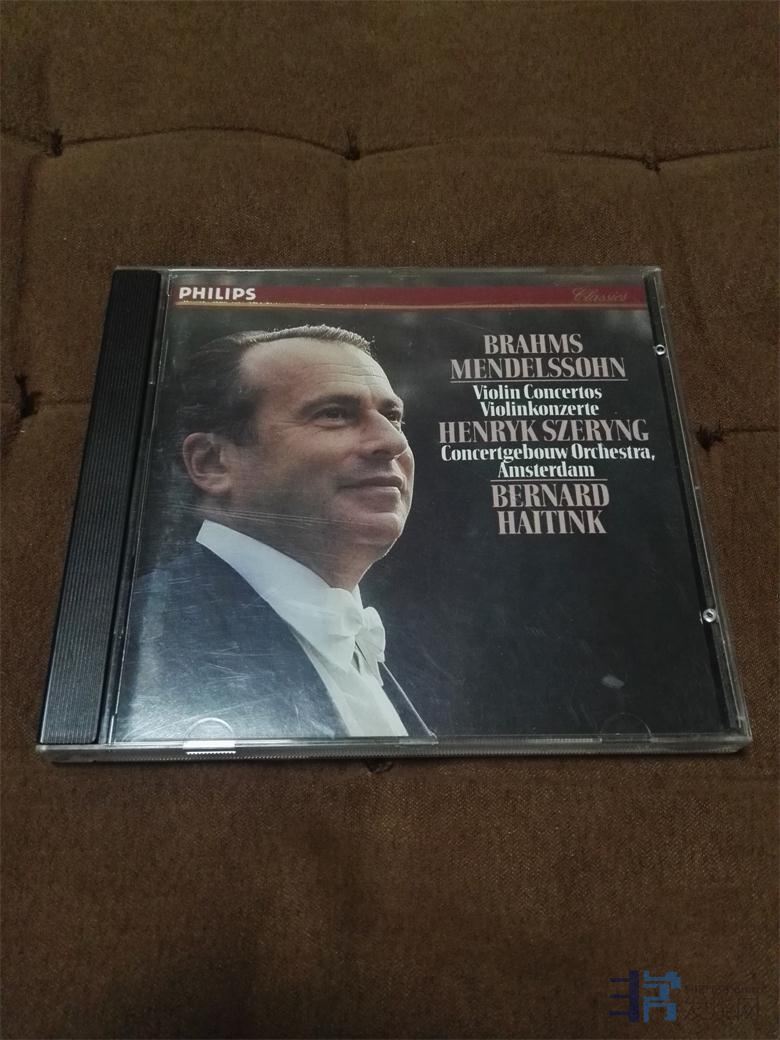 PHILIPS
Classics
BRAHMS
MENDELSSOHN
Violin Concertos
Violinkonzerte
HENRYK SZERYNG
Concertgebouw Orchestra,
Amsterdam
BERNARD
HAITINK